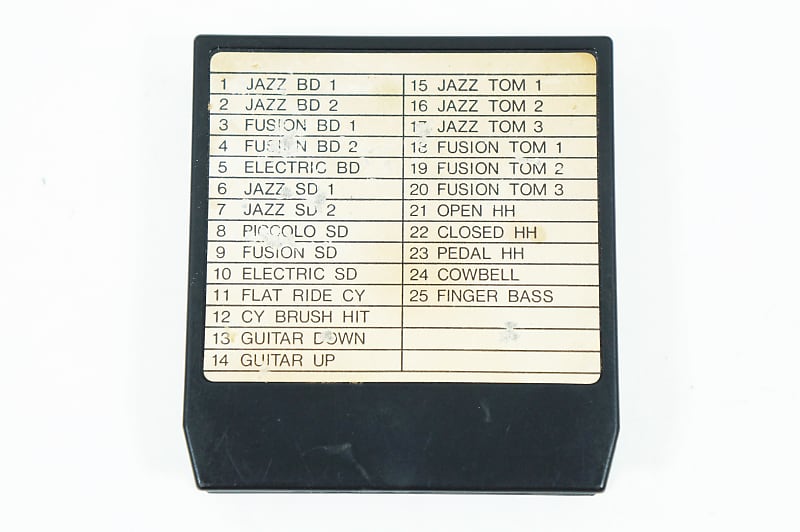 1 JAZZ BD 1
2 JAZZ BD 2
3 FUSION BD 1
4 FUSION BD 2
5 ELECTRIC BD
6 JAZZ SD 1
7 JAZZ SD 2
8 PICCOLO SD
9 FUSION SD
10 ELECTRIC SD
11 FLAT RIDE CY
12 CY BRUSH HIT
13 GUITAR DOWN
14 GUITAR UP
15 JAZZ TOM 1
16 JAZZ TOM 2
17 JAZZ TOM 3
18 FUSION TOM 1
19 FUSION TOM 2
20 FUSION TOM 3
21 OPEN HH
22 CLOSED HH
23 PEDAL HH
24 COWBELL
25 FINGER BASS